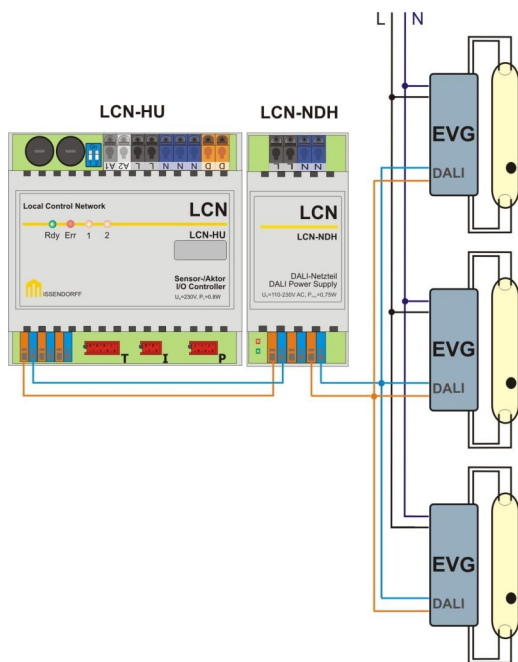 L N
LCN-HU
LCN-NDH
A1 A2 L L N N N D D
L L N N
Local Control Network
LCN
Rdy Err 1 2
LCN-HU
Sensor-/Aktor
I/O Controller
ISSENDORFF
T I P
LCN
LCN-NDH
DALI-Netzteil
DALI Power Supply
EVG
DALI
EVG
DALI
EVG
DALI